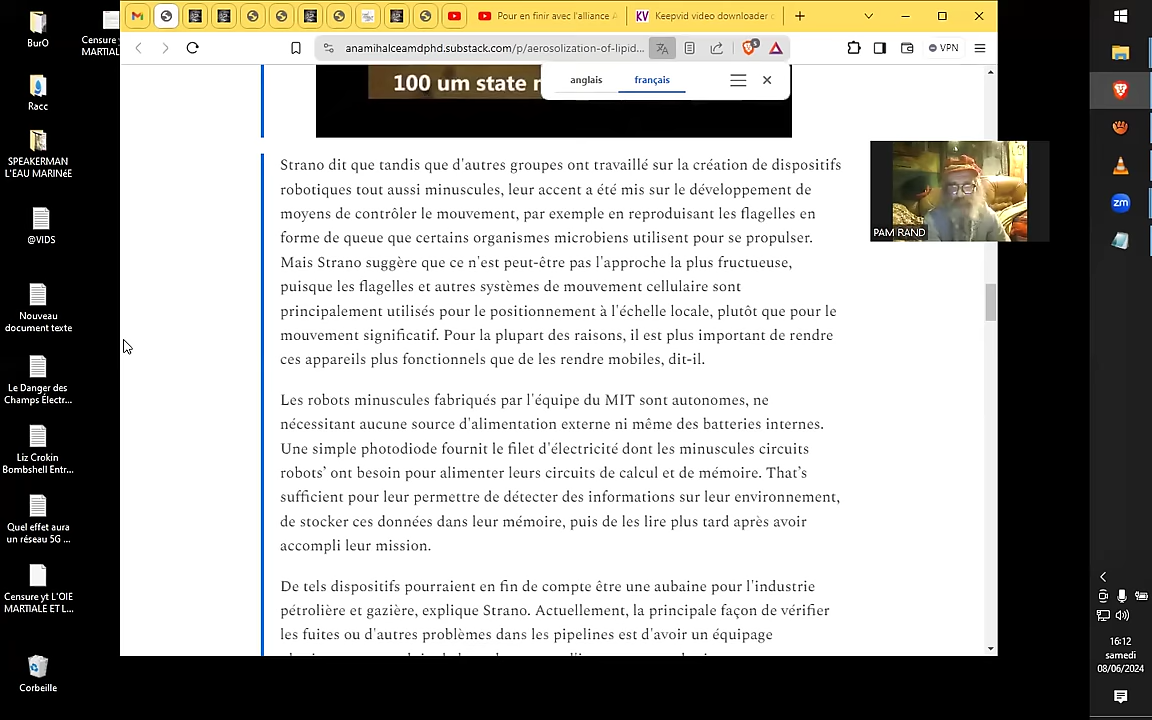 BurO
Censure yt
MARTIALE
Racc
SPEAKERMAN
L'EAU MARINéE
@VIDS
Nouveau
document texte
Le Danger des
Champs Électr...
Liz Crokin
Bombshell Entr...
Quel effet aura
un réseau 5G ...
Censure yt L'OIE
MARTIALE ET L...
Corbeille
Pour en finir avec l'alliance A
KV Keepvid video downloader
anamihalceamdphd.substack.com/p/aerosolization-of-lipid...
VPN
anglais français
100 um state
Strano dit que tandis que d'autres groupes ont travaillé sur la création de dispositifs
robotiques tout aussi minuscules, leur accent a été mis sur le développement de
moyens de contrôler le mouvement, par exemple en reproduisant les flagelles en
forme de queue que certains organismes microbiens utilisent pour se propulser.
Mais Strano suggère que ce n'est peut-être pas l'approche la plus fructueuse,
puisque les flagelles et autres systèmes de mouvement cellulaire sont
principalement utilisés pour le positionnement à l'échelle locale, plutôt que pour le
mouvement significatif. Pour la plupart des raisons, il est plus important de rendre
ces appareils plus fonctionnels que de les rendre mobiles, dit-il.
Les robots minuscules fabriqués par l'équipe du MIT sont autonomes, ne
nécessitant aucune source d'alimentation externe ni même des batteries internes.
Une simple photodiode fournit le filet d'électricité dont les minuscules circuits
robots’ ont besoin pour alimenter leurs circuits de calcul et de mémoire. That’s
sufficient pour leur permettre de détecter des informations sur leur environnement,
de stocker ces données dans leur mémoire, puis de les lire plus tard après avoir
accompli leur mission.
De tels dispositifs pourraient en fin de compte être une aubaine pour l'industrie
pétrolière et gazière, explique Strano. Actuellement, la principale façon de vérifier
les fuites ou d'autres problèmes dans les pipelines est d'avoir un équipage
PAM RAND
zm
16:12
samedi
08/06/2024